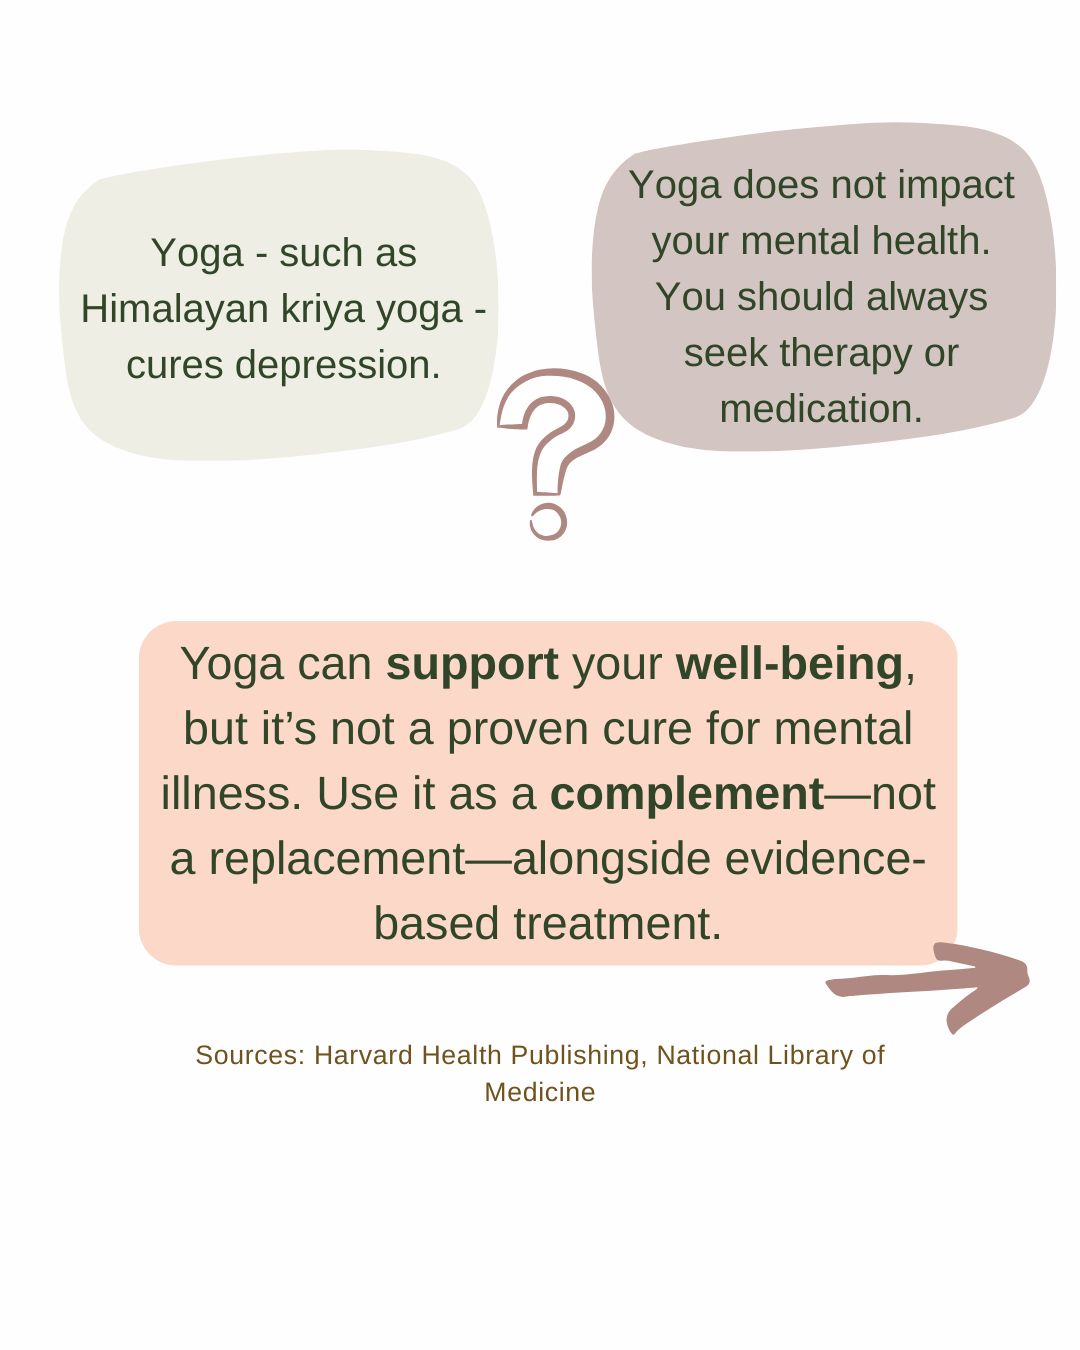 Yoga - such as
Himalayan kriya yoga -
cures depression.
Yoga does not impact
your mental health.
You should always
seek therapy or
medication.
?
Yoga can support your well-being,
but it’s not a proven cure for mental
illness. Use it as a complement—not
a replacement—alongside evidence-
based treatment.
Sources: Harvard Health Publishing, National Library of
Medicine